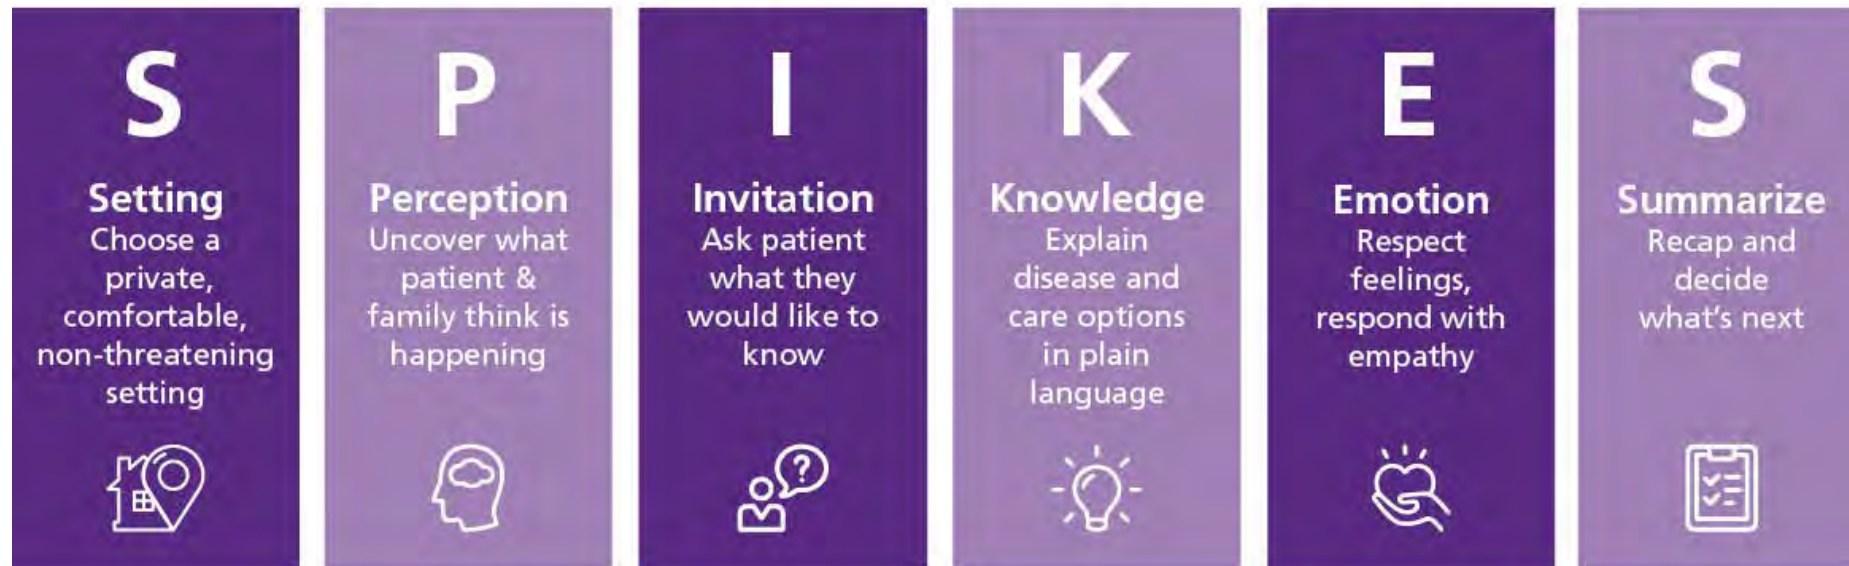 S
Setting
Choose a
private,
comfortable,
non-threatening
setting
P
Perception
Uncover what
patient &
family think is
happening
I
Invitation
Ask patient
what they
would like to
know
?
K
Knowledge
Explain
disease and
care options
in plain
language
E
Emotion
Respect
feelings,
respond with
empathy
S
Summarize
Recap and
decide
what's next